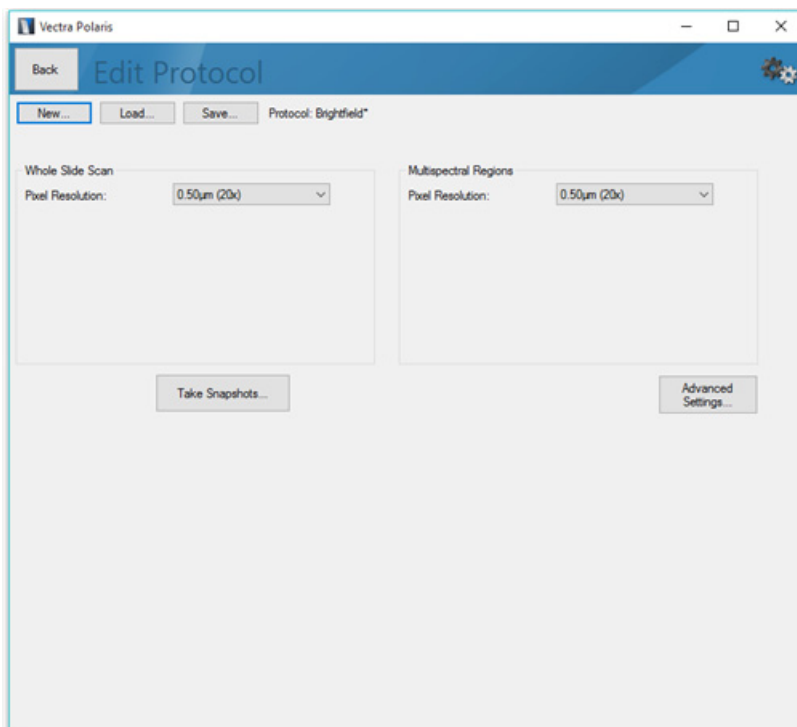 Vectra Polaris
Back Edit Protocol
New... Load... Save... Protocol: Brightfield*
Whole Slide Scan Multispectral Regions
Pixel Resolution: 0.50µm (20x) Pixel Resolution: 0.50µm (20x)
Take Snapshots... Advanced
Settings...